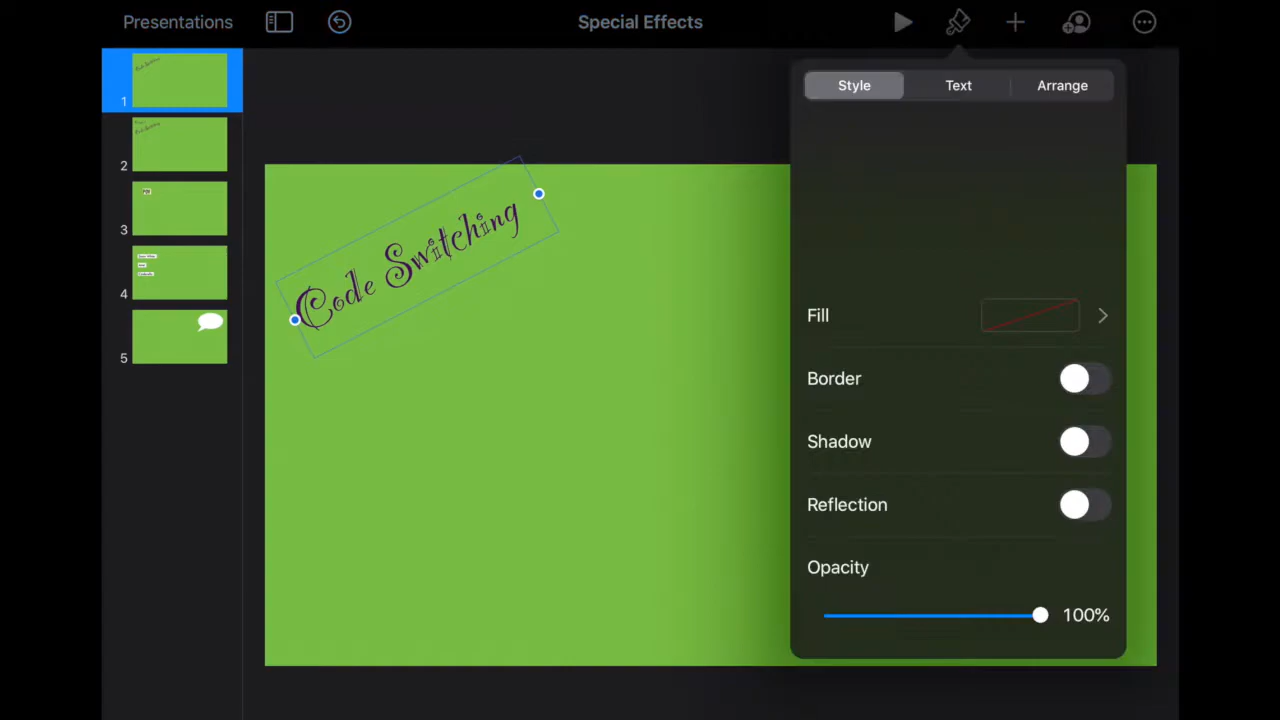 Presentations
Special Effects
Style
Text
Arrange
1
2
3
4
5
Code Switching
Fill
Border
Shadow
Reflection
Opacity
100%